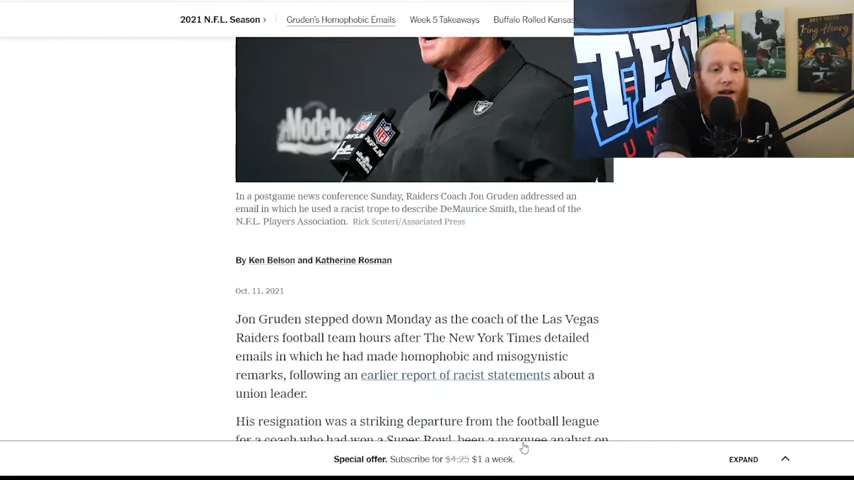 2021 N.F.L. Season › Gruden's Homophobic Emails Week 5 Takeaways Buffalo Rolled Kansas
Modelo
NFL
In a postgame news conference Sunday, Raiders Coach Jon Gruden addressed an
email in which he used a racist trope to describe DeMaurice Smith, the head of the
N.F.L. Players Association. Rick Scuteri/Associated Press
By Ken Belson and Katherine Rosman
Oct. 11, 2021
Jon Gruden stepped down Monday as the coach of the Las Vegas
Raiders football team hours after The New York Times detailed
emails in which he had made homophobic and misogynistic
remarks, following an earlier report of racist statements about a
union leader.
His resignation was a striking departure from the football league
for a coach who had won a Super Bowl, been a marquee analyst on
Special offer. Subscribe for $4.25 $1 a week.
EXPAND
King Henry